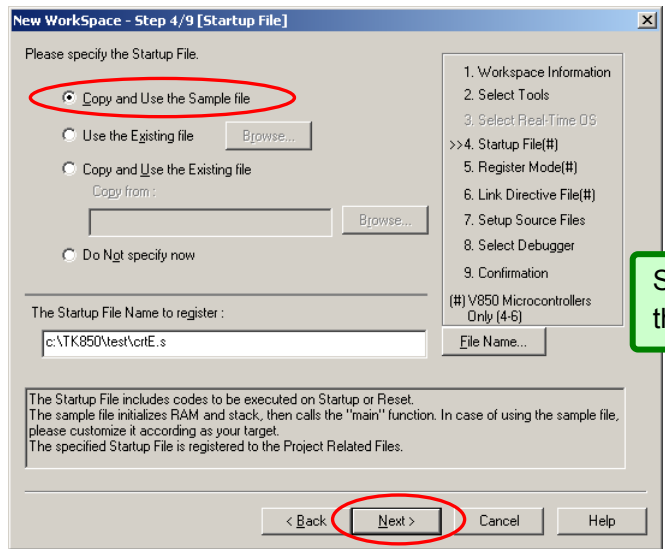 New WorkSpace - Step 4/9 [Startup File]
Please specify the Startup File.
Copy and Use the Sample file
Use the Existing file
Browse...
Copy and Use the Existing file
Copy from :
Browse...
Do Not specify now
1. Workspace Information
2. Select Tools
3. Select Real-Time OS
>>4. Startup File(#)
5. Register Mode(#)
6. Link Directive File(#)
7. Setup Source Files
8. Select Debugger
9. Confirmation
(#) V850 Microcontrollers
Only (4-6)
The Startup File Name to register :
c:\TK850\test\crtE.s
File Name...
The Startup File includes codes to be executed on Startup or Reset.
The sample file initializes RAM and stack, then calls the "main" function. In case of using the sample file,
please customize it according as your target.
The specified Startup File is registered to the Project Related Files.
< Back
Next >
Cancel
Help